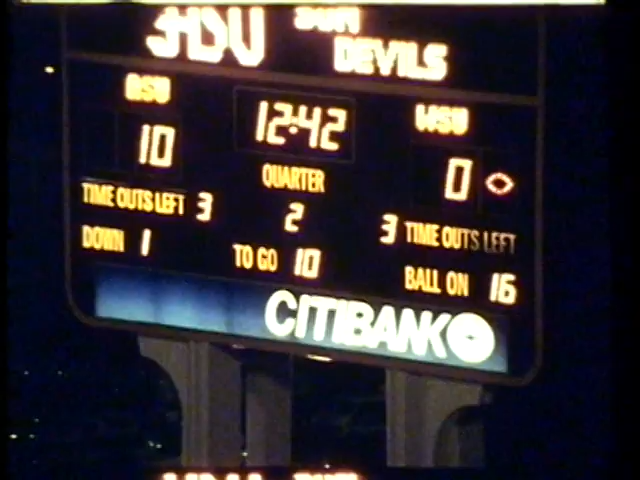 ASU SUN
DEVILS
ASU 12:42 WSU
10 0
QUARTER
TIME OUTS LEFT 3 2 3 TIME OUTS LEFT
DOWN 1 TO GO 10 BALL ON 16
CITIBANK